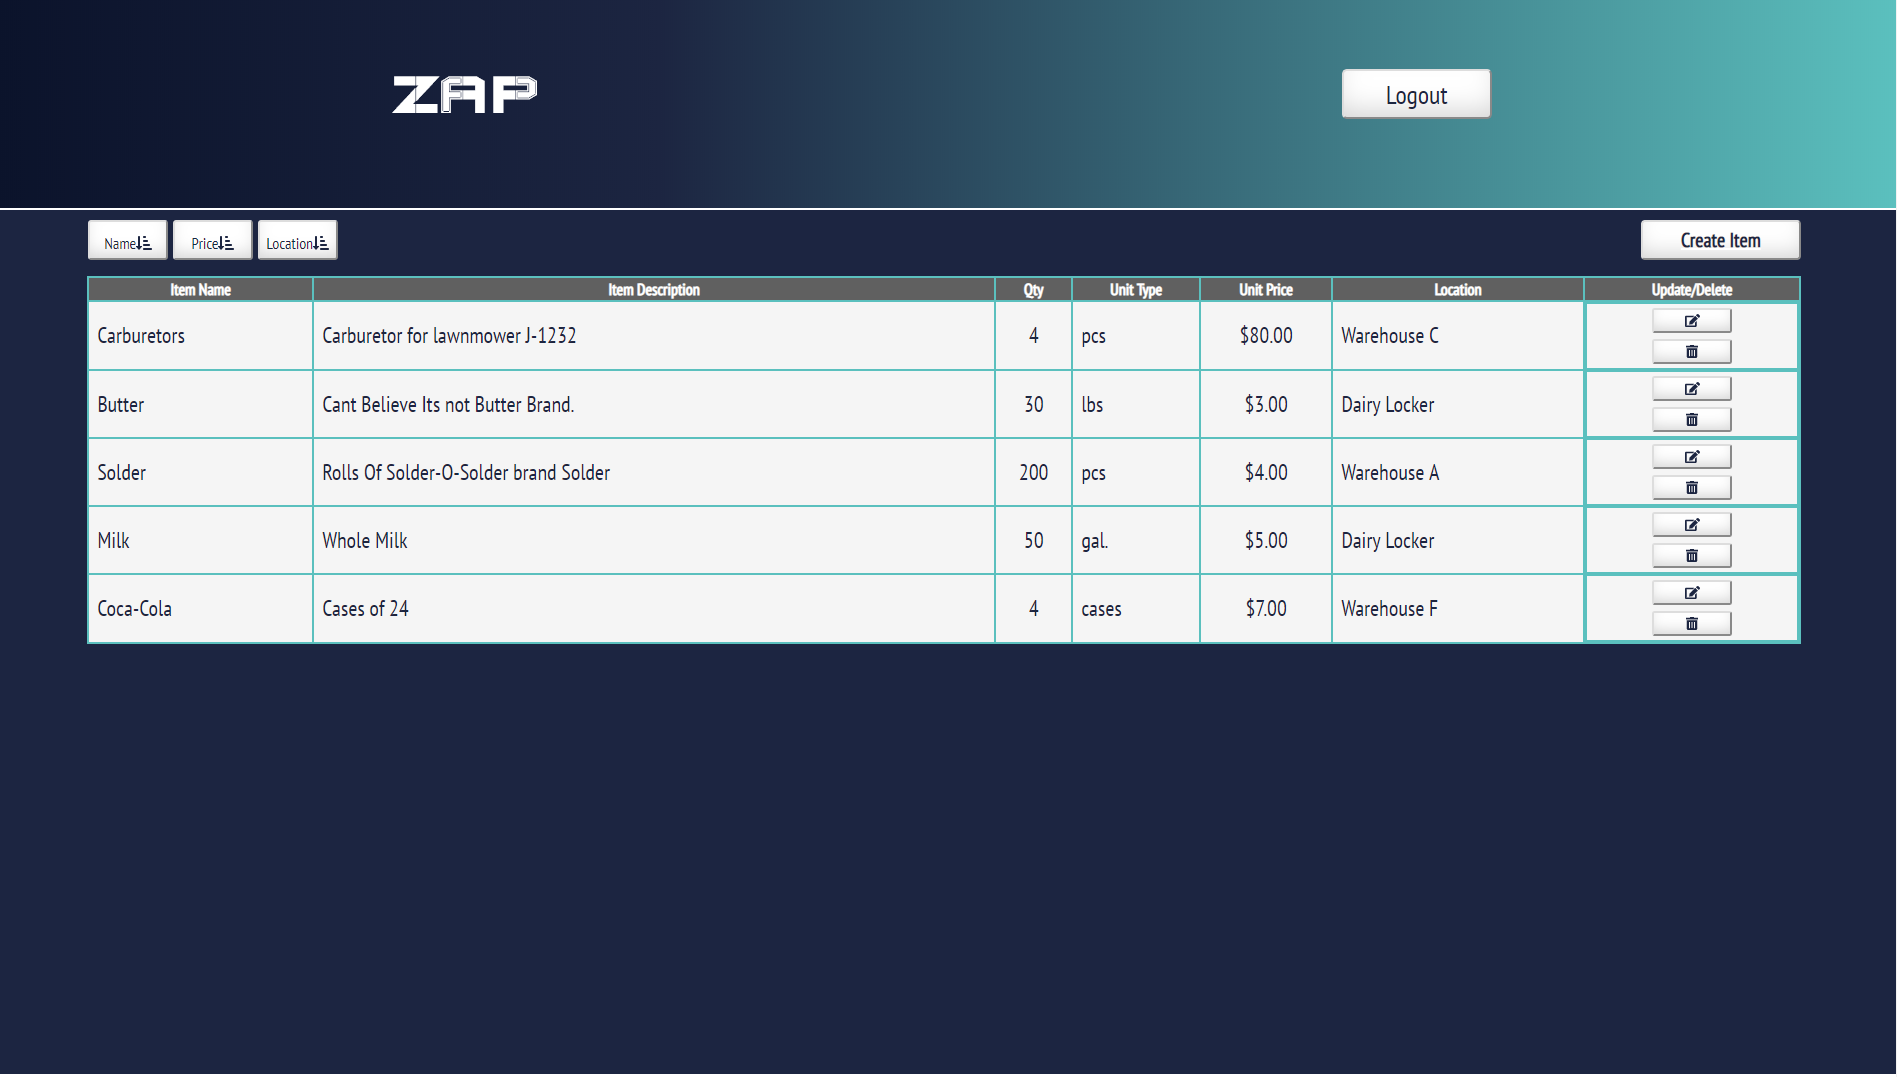 ZAP
Logout
Name Price Location
Create Item
Item Name Item Description Qty Unit Type Unit Price Location Update/Delete
Carburetors Carburetor for lawnmower J-1232 4 pcs $80.00 Warehouse C
Butter Cant Believe Its not Butter Brand. 30 lbs $3.00 Dairy Locker
Solder Rolls Of Solder-O-Solder brand Solder 200 pcs $4.00 Warehouse A
Milk Whole Milk 50 gal. $5.00 Dairy Locker
Coca-Cola Cases of 24 4 cases $7.00 Warehouse F